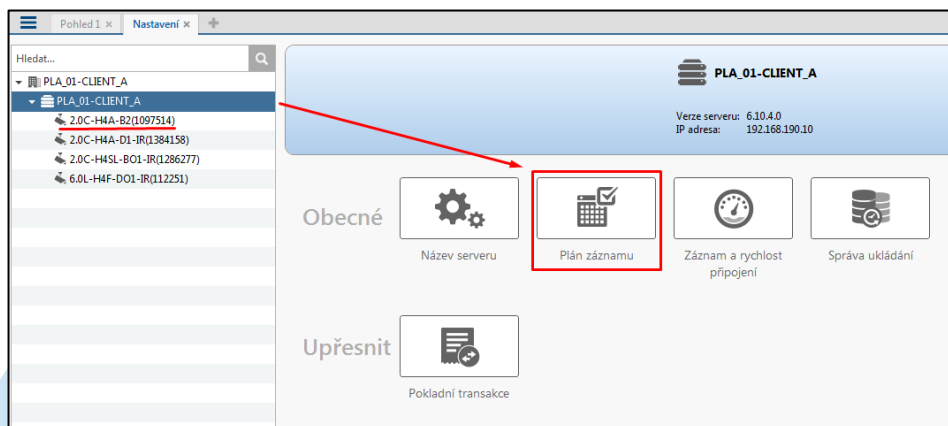 Pohled 1 × Nastavení × +
Hledat...
PLA_01-CLIENT_A
PLA_01-CLIENT_A
2.0C-H4A-B2(1097514)
2.0C-H4A-D1-IR(1384158)
2.0C-H4SL-BO1-IR(1286277)
6.0L-H4F-DO1-IR(112251)
PLA_01-CLIENT_A
Verze serveru: 6.10.4.0
IP adresa: 192.168.190.10
Obecné
Název serveru
Plán záznamu
Záznam a rychlost
připojení
Správa ukládání
Upřesnit
Pokladní transakce